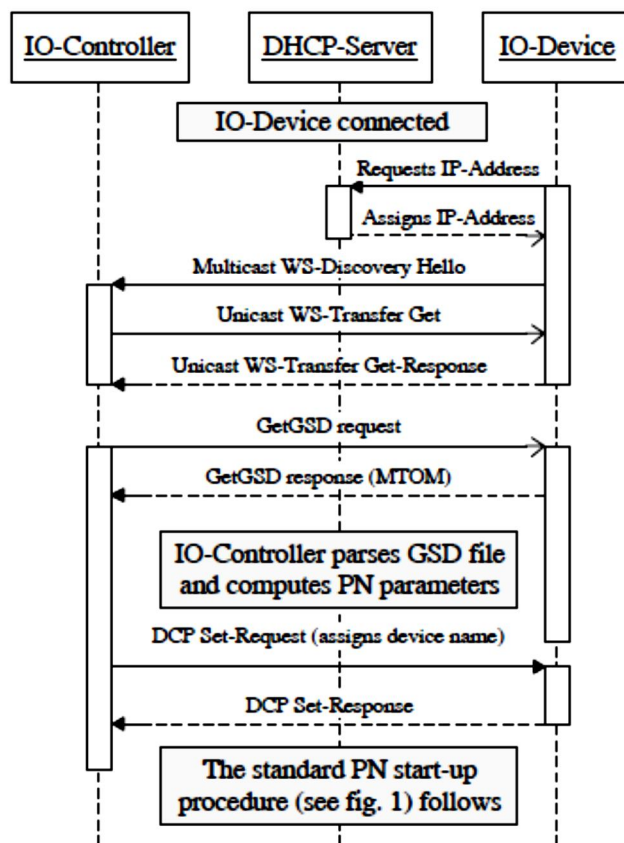 IO-Controller
DHCP-Server
IO-Device
IO-Device connected
Requests IP-Address
Assigns IP-Address
Multicast WS-Discovery Hello
Unicast WS-Transfer Get
Unicast WS-Transfer Get-Response
GetGSD request
GetGSD response (MTOM)
IO-Controller parses GSD file
and computes PN parameters
DCP Set-Request (assigns device name)
DCP Set-Response
The standard PN start-up
procedure (see fig. 1) follows